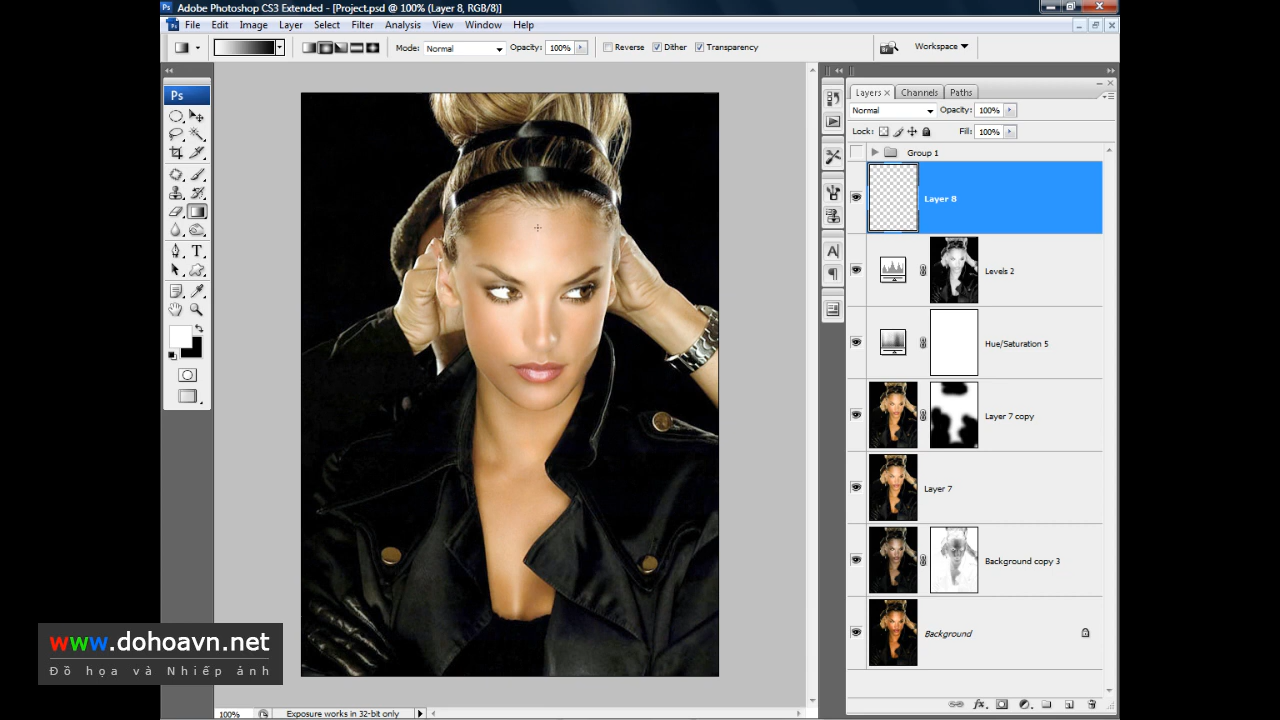 Adobe Photoshop CS3 Extended - [Project.psd @ 100% (Layer 8, RGB/8)]
File Edit Image Layer Select Filter Analysis View Window Help
Mode: Normal Opacity: 100% Reverse Dither Transparency Workspace
Ps
Layers x Channels Paths
Normal Opacity: 100%
Lock: Fill: 100%
Group 1
Layer 8
Levels 2
Hue/Saturation 5
Layer 7 copy
Layer 7
Background copy 3
Background
www.dohoavn.net
Đồ họa và Nhiếp ảnh
100% Exposure works in 32-bit only